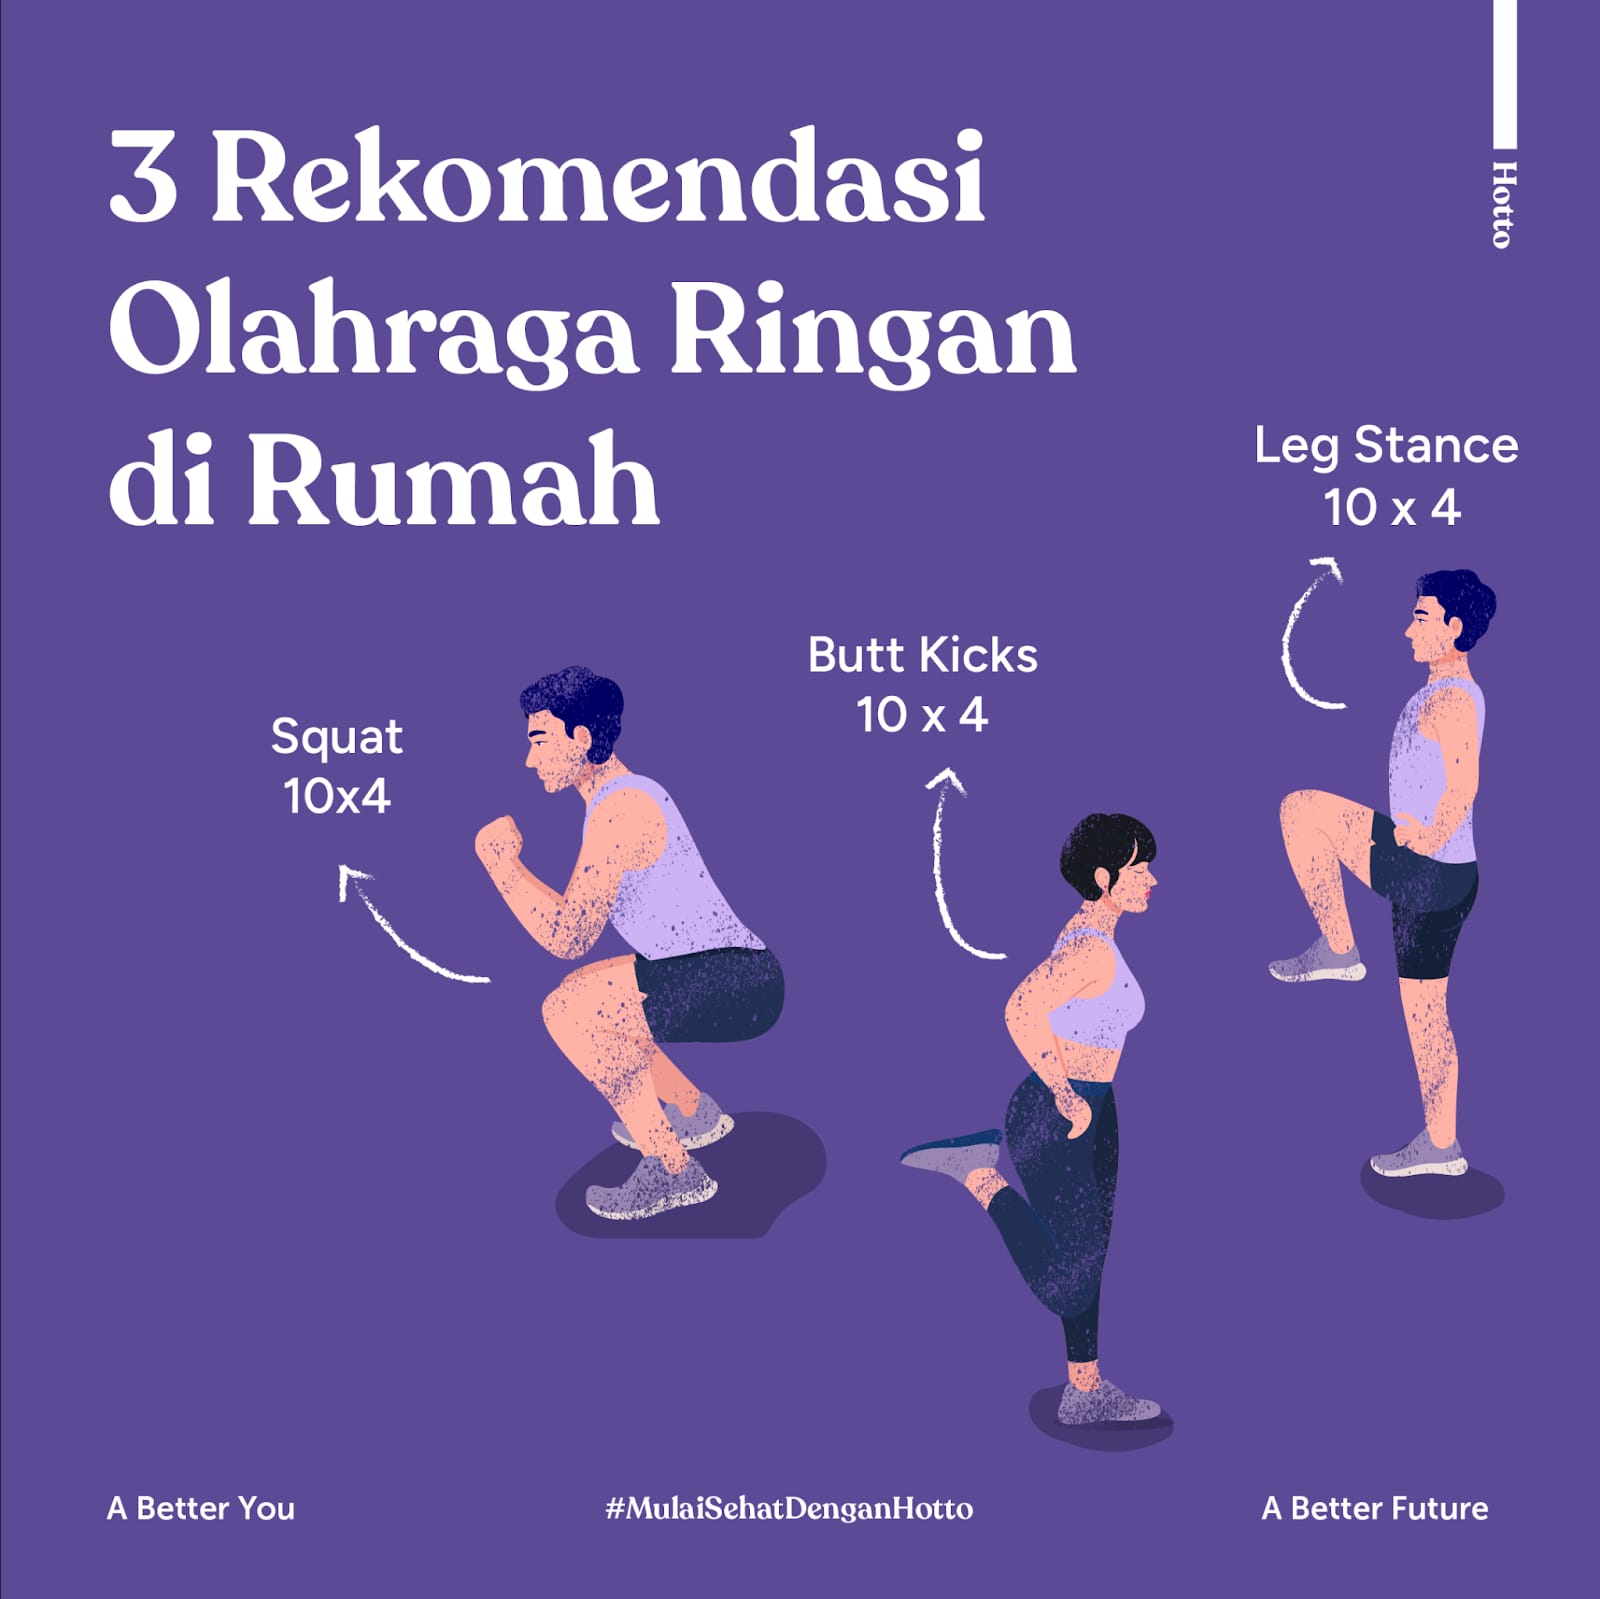 3 Rekomendasi
Olahraga Ringan
di Rumah
Hotto
Leg Stance
10 x 4
Butt Kicks
10 x 4
Squat
10x4
A Better You
#MulaiSehatDenganHotto
A Better Future